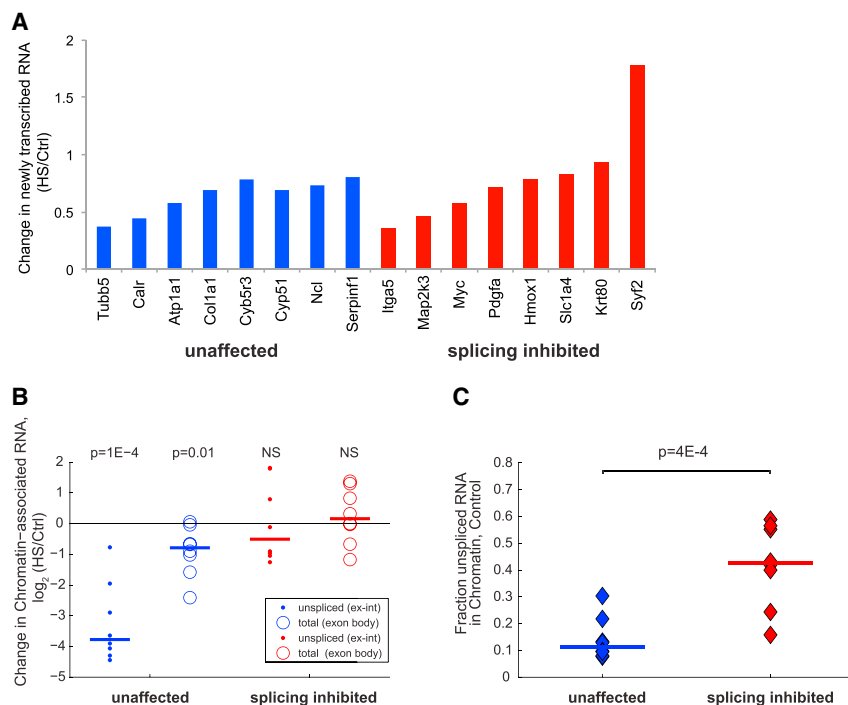 A
Change in newly transcribed RNA
(HS/Ctrl)
2
1.5
1
0.5
0
Tubb5
Calr
Atp1a1
Col1a1
Cyb5r3
Cyp51
Ncl
Serpinf1
Itga5
Map2k3
Myc
Pdgfa
Hmox1
Slc1a4
Krt80
Syf2
unaffected
splicing inhibited
B
Change in Chromatin−associated RNA,
log2 (HS/Ctrl)
p=1E−4
p=0.01
NS
NS
2
1
0
−1
−2
−3
−4
−5
unspliced (ex-int)
total (exon body)
unspliced (ex-int)
total (exon body)
unaffected
splicing inhibited
C
Fraction unspliced RNA
in Chromatin, Control
p=4E-4
0.8
0.7
0.6
0.5
0.4
0.3
0.2
0.1
0
unaffected
splicing inhibited